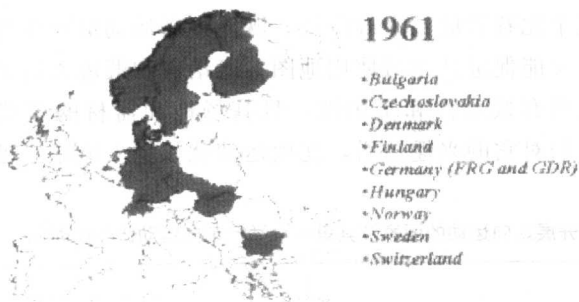 1961
•Bulgaria
•Czechoslovakia
•Denmark
•Finland
•Germany (FRG and GDR)
•Hungary
•Norway
•Sweden
•Switzerland